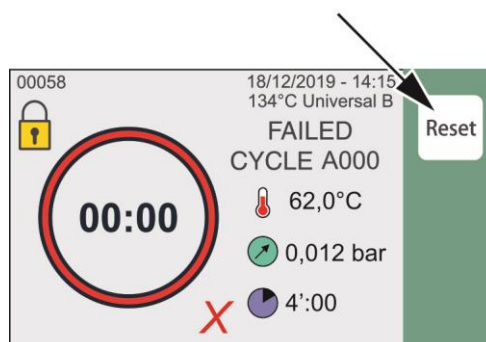 00058
18/12/2019 - 14:15
134°C Universal B
FAILED
CYCLE A000
Reset
62,0°C
00:00
0,012 bar
X
4':00